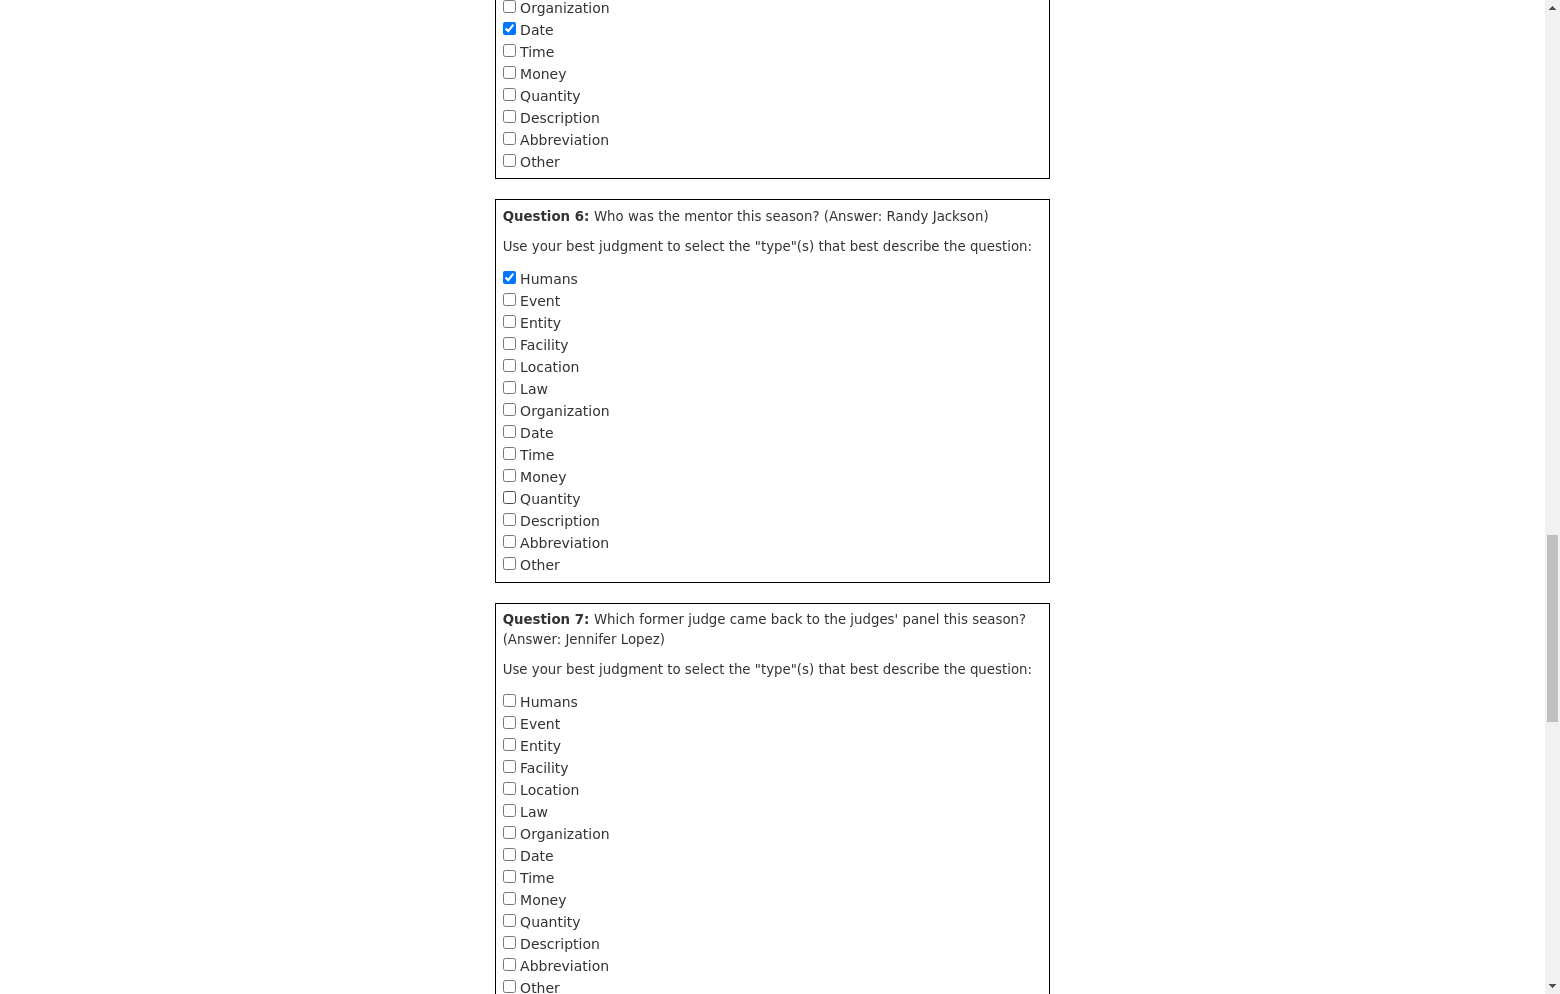 Organization
Date
Time
Money
Quantity
Description
Abbreviation
Other
Question 6: Who was the mentor this season? (Answer: Randy Jackson)
Use your best judgment to select the "type"(s) that best describe the question:
Humans
Event
Entity
Facility
Location
Law
Organization
Date
Time
Money
Quantity
Description
Abbreviation
Other
Question 7: Which former judge came back to the judges' panel this season?
(Answer: Jennifer Lopez)
Use your best judgment to select the "type"(s) that best describe the question:
Humans
Event
Entity
Facility
Location
Law
Organization
Date
Time
Money
Quantity
Description
Abbreviation
Other